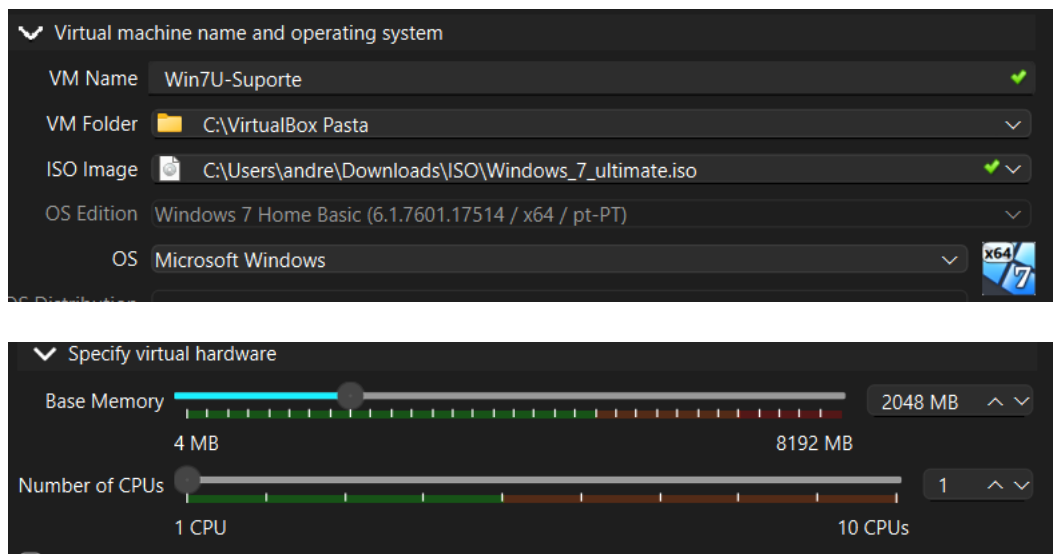 Virtual machine name and operating system
VM Name Win7U-Suporte
VM Folder C:\VirtualBox Pasta
ISO Image C:\Users\andre\Downloads\ISO\Windows_7_ultimate.iso
OS Edition Windows 7 Home Basic (6.1.7601.17514 / x64 / pt-PT)
OS Microsoft Windows
x64
7
OS Distribution
Specify virtual hardware
Base Memory 2048 MB
4 MB 8192 MB
Number of CPUs 1
1 CPU 10 CPUs